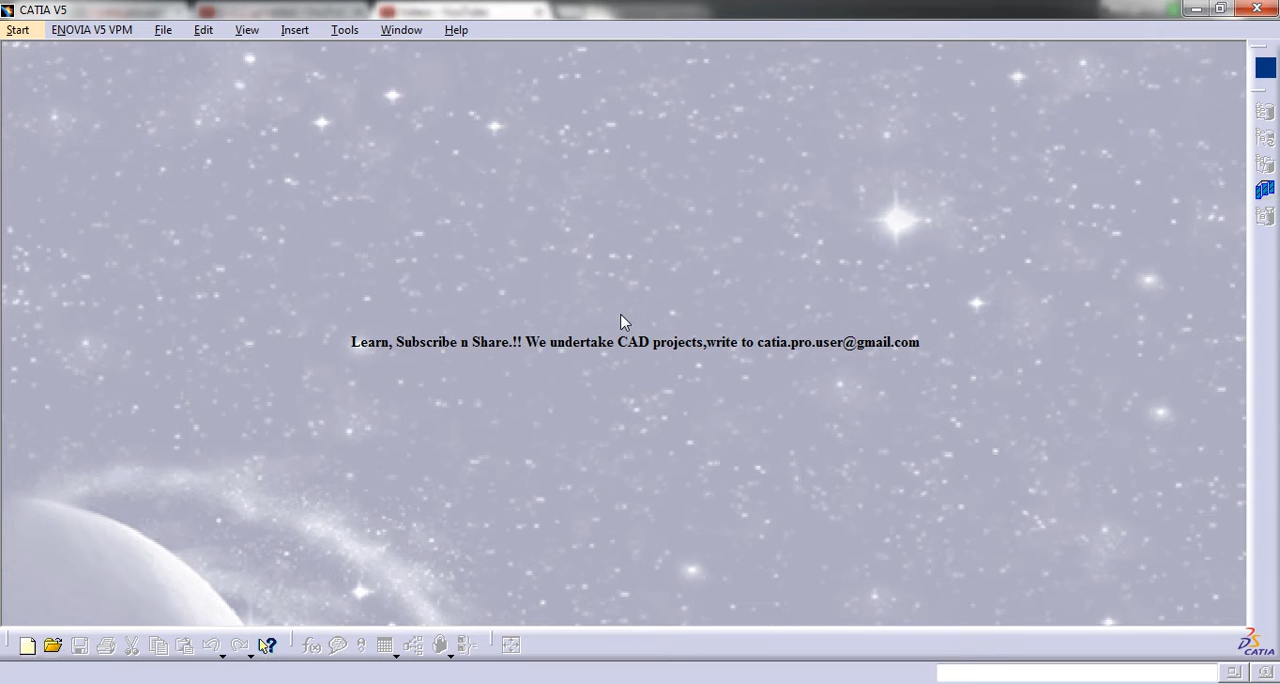 CATIA V5
Start ENOVIA V5 VPM File Edit View Insert Tools Window Help
Learn, Subscribe n Share.!! We undertake CAD projects,write to catia.pro.user@gmail.com
CATIA